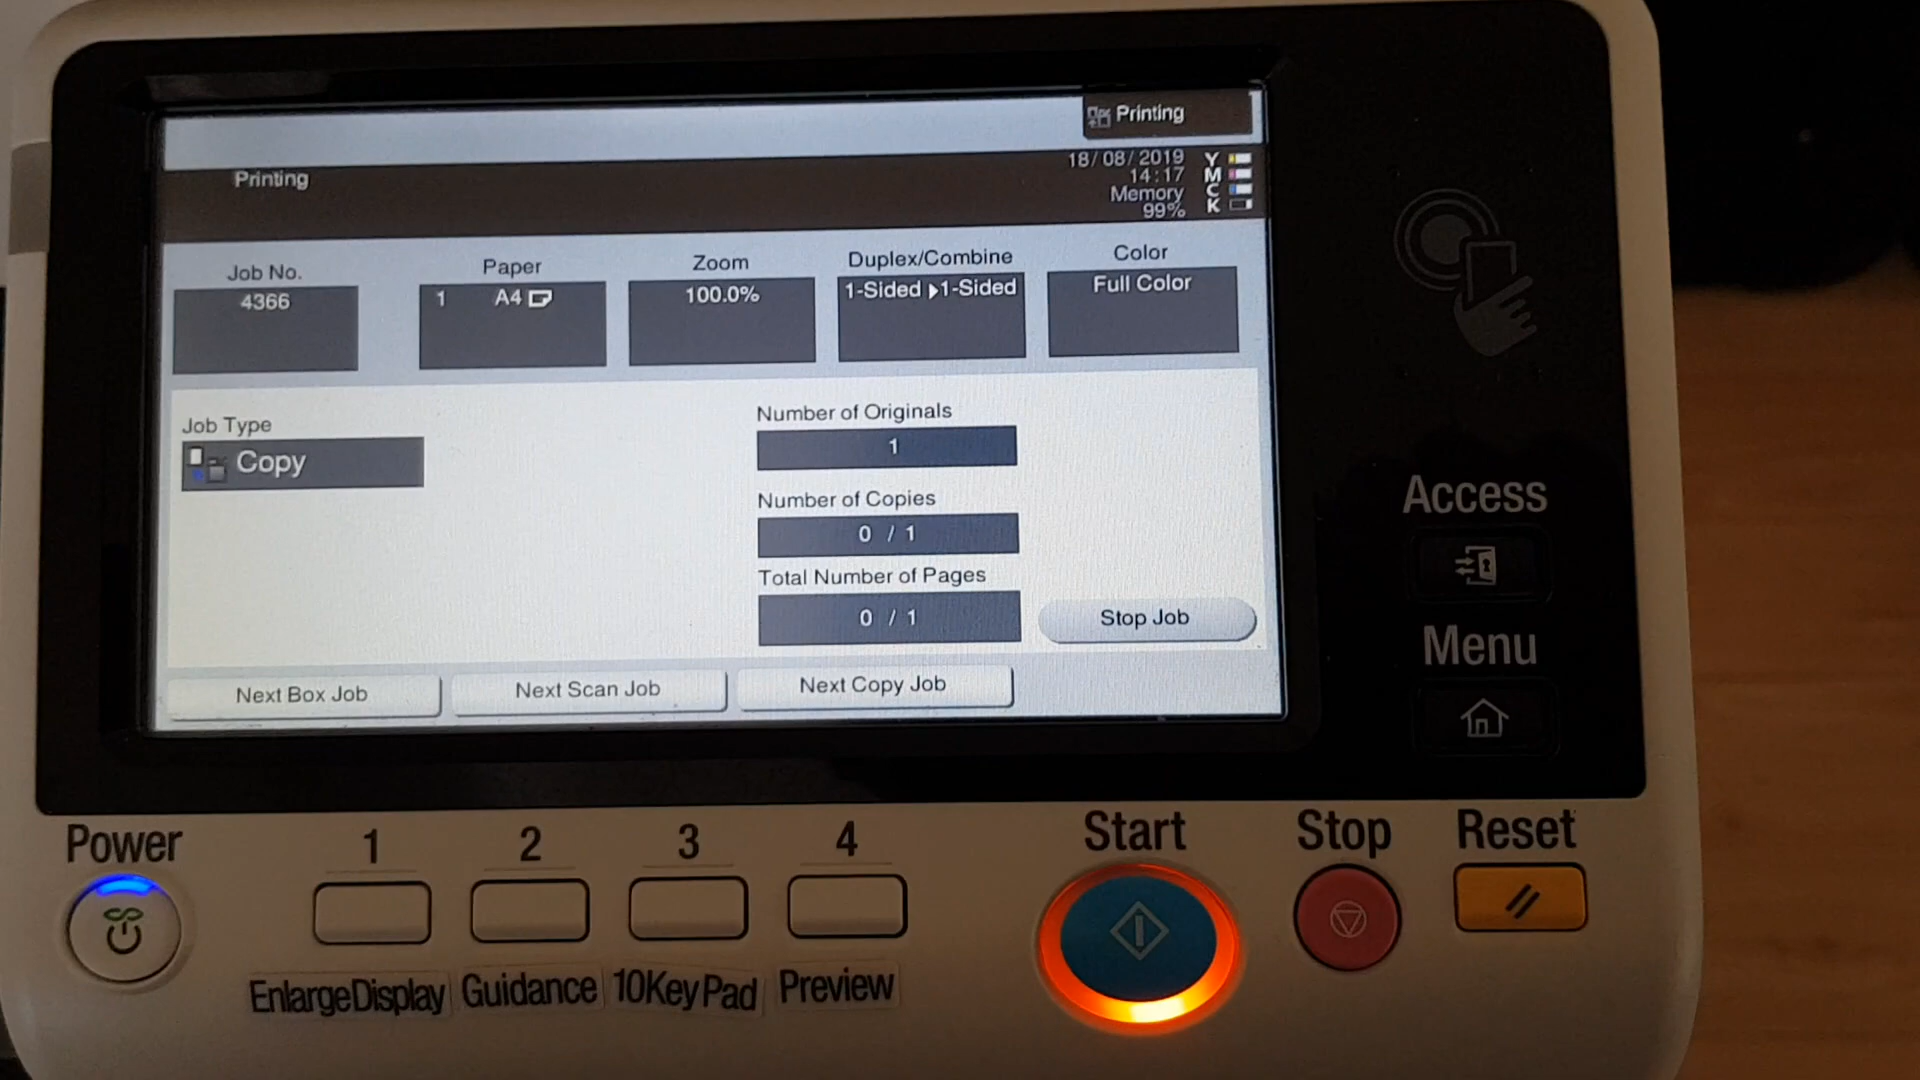 Printing
Printing
18/08/2019
14:17
Memory
99%
Y
M
C
K
Job No.
4366
Paper
1 A4
Zoom
100.0%
Duplex/Combine
1-Sided ▶1-Sided
Color
Full Color
Job Type
Copy
Number of Originals
1
Number of Copies
0 / 1
Total Number of Pages
0 / 1
Stop Job
Next Box Job
Next Scan Job
Next Copy Job
Access
Menu
Power
1
2
3
4
Start
Stop
Reset
EnlargeDisplay
Guidance
10KeyPad
Preview